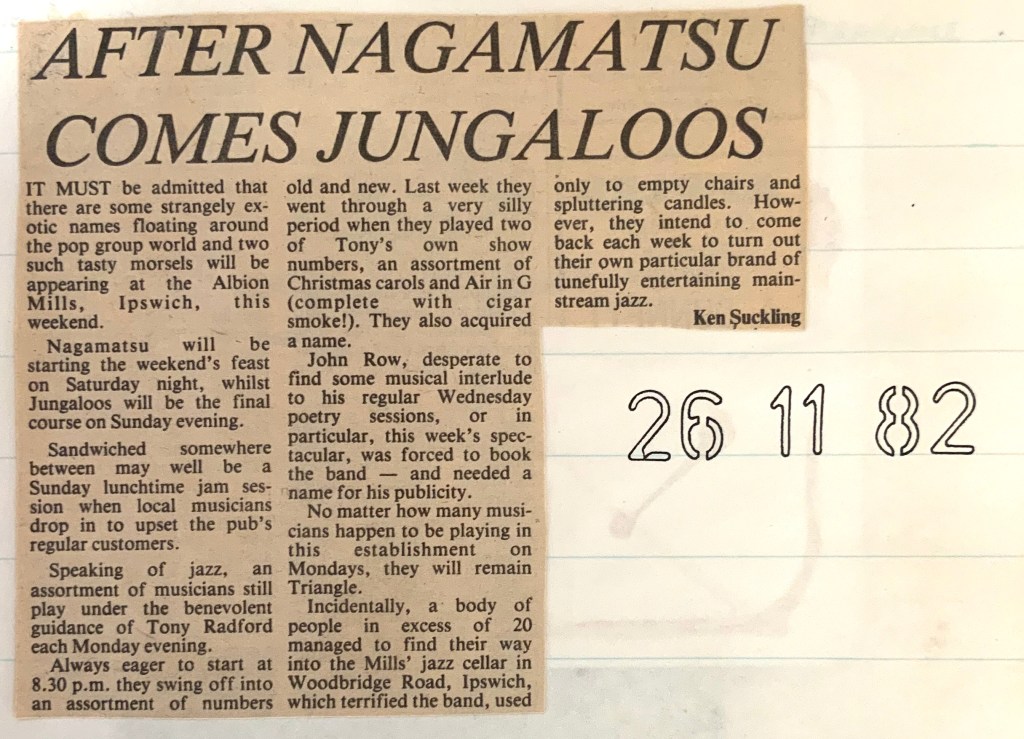 AFTER NAGAMATSU
COMES JUNGALOOS
IT MUST be admitted that
there are some strangely ex-
otic names floating around
the pop group world and two
such tasty morsels will be
appearing at the Albion
Mills, Ipswich, this
weekend.
Nagamatsu will be
starting the weekend's feast
on Saturday night, whilst
Jungaloos will be the final
course on Sunday evening.
Sandwiched somewhere
between may well be a
Sunday lunchtime jam ses-
sion when local musicians
drop in to upset the pub's
regular customers.
Speaking of jazz, an
assortment of musicians still
play under the benevolent
guidance of Tony Radford
each Monday evening.
Always eager to start at
8.30 p.m. they swing off into
an assortment of numbers
old and new. Last week they
went through a very silly
period when they played two
of Tony's own show
numbers, an assortment of
Christmas carols and Air in G
(complete with cigar
smoke!). They also acquired
a name.
John Row, desperate to
find some musical interlude
to his regular Wednesday
poetry sessions, or in
particular, this week's spec-
tacular, was forced to book
the band — and needed a
name for his publicity.
No matter how many musi-
cians happen to be playing in
this establishment on
Mondays, they will remain
Triangle.
Incidentally, a body of
people in excess of 20
managed to find their way
into the Mills' jazz cellar in
Woodbridge Road, Ipswich,
which terrified the band, used
only to empty chairs and
spluttering candles. How-
ever, they intend to come
back each week to turn out
their own particular brand of
tunefully entertaining main-
stream jazz.
Ken Suckling
26 11 82